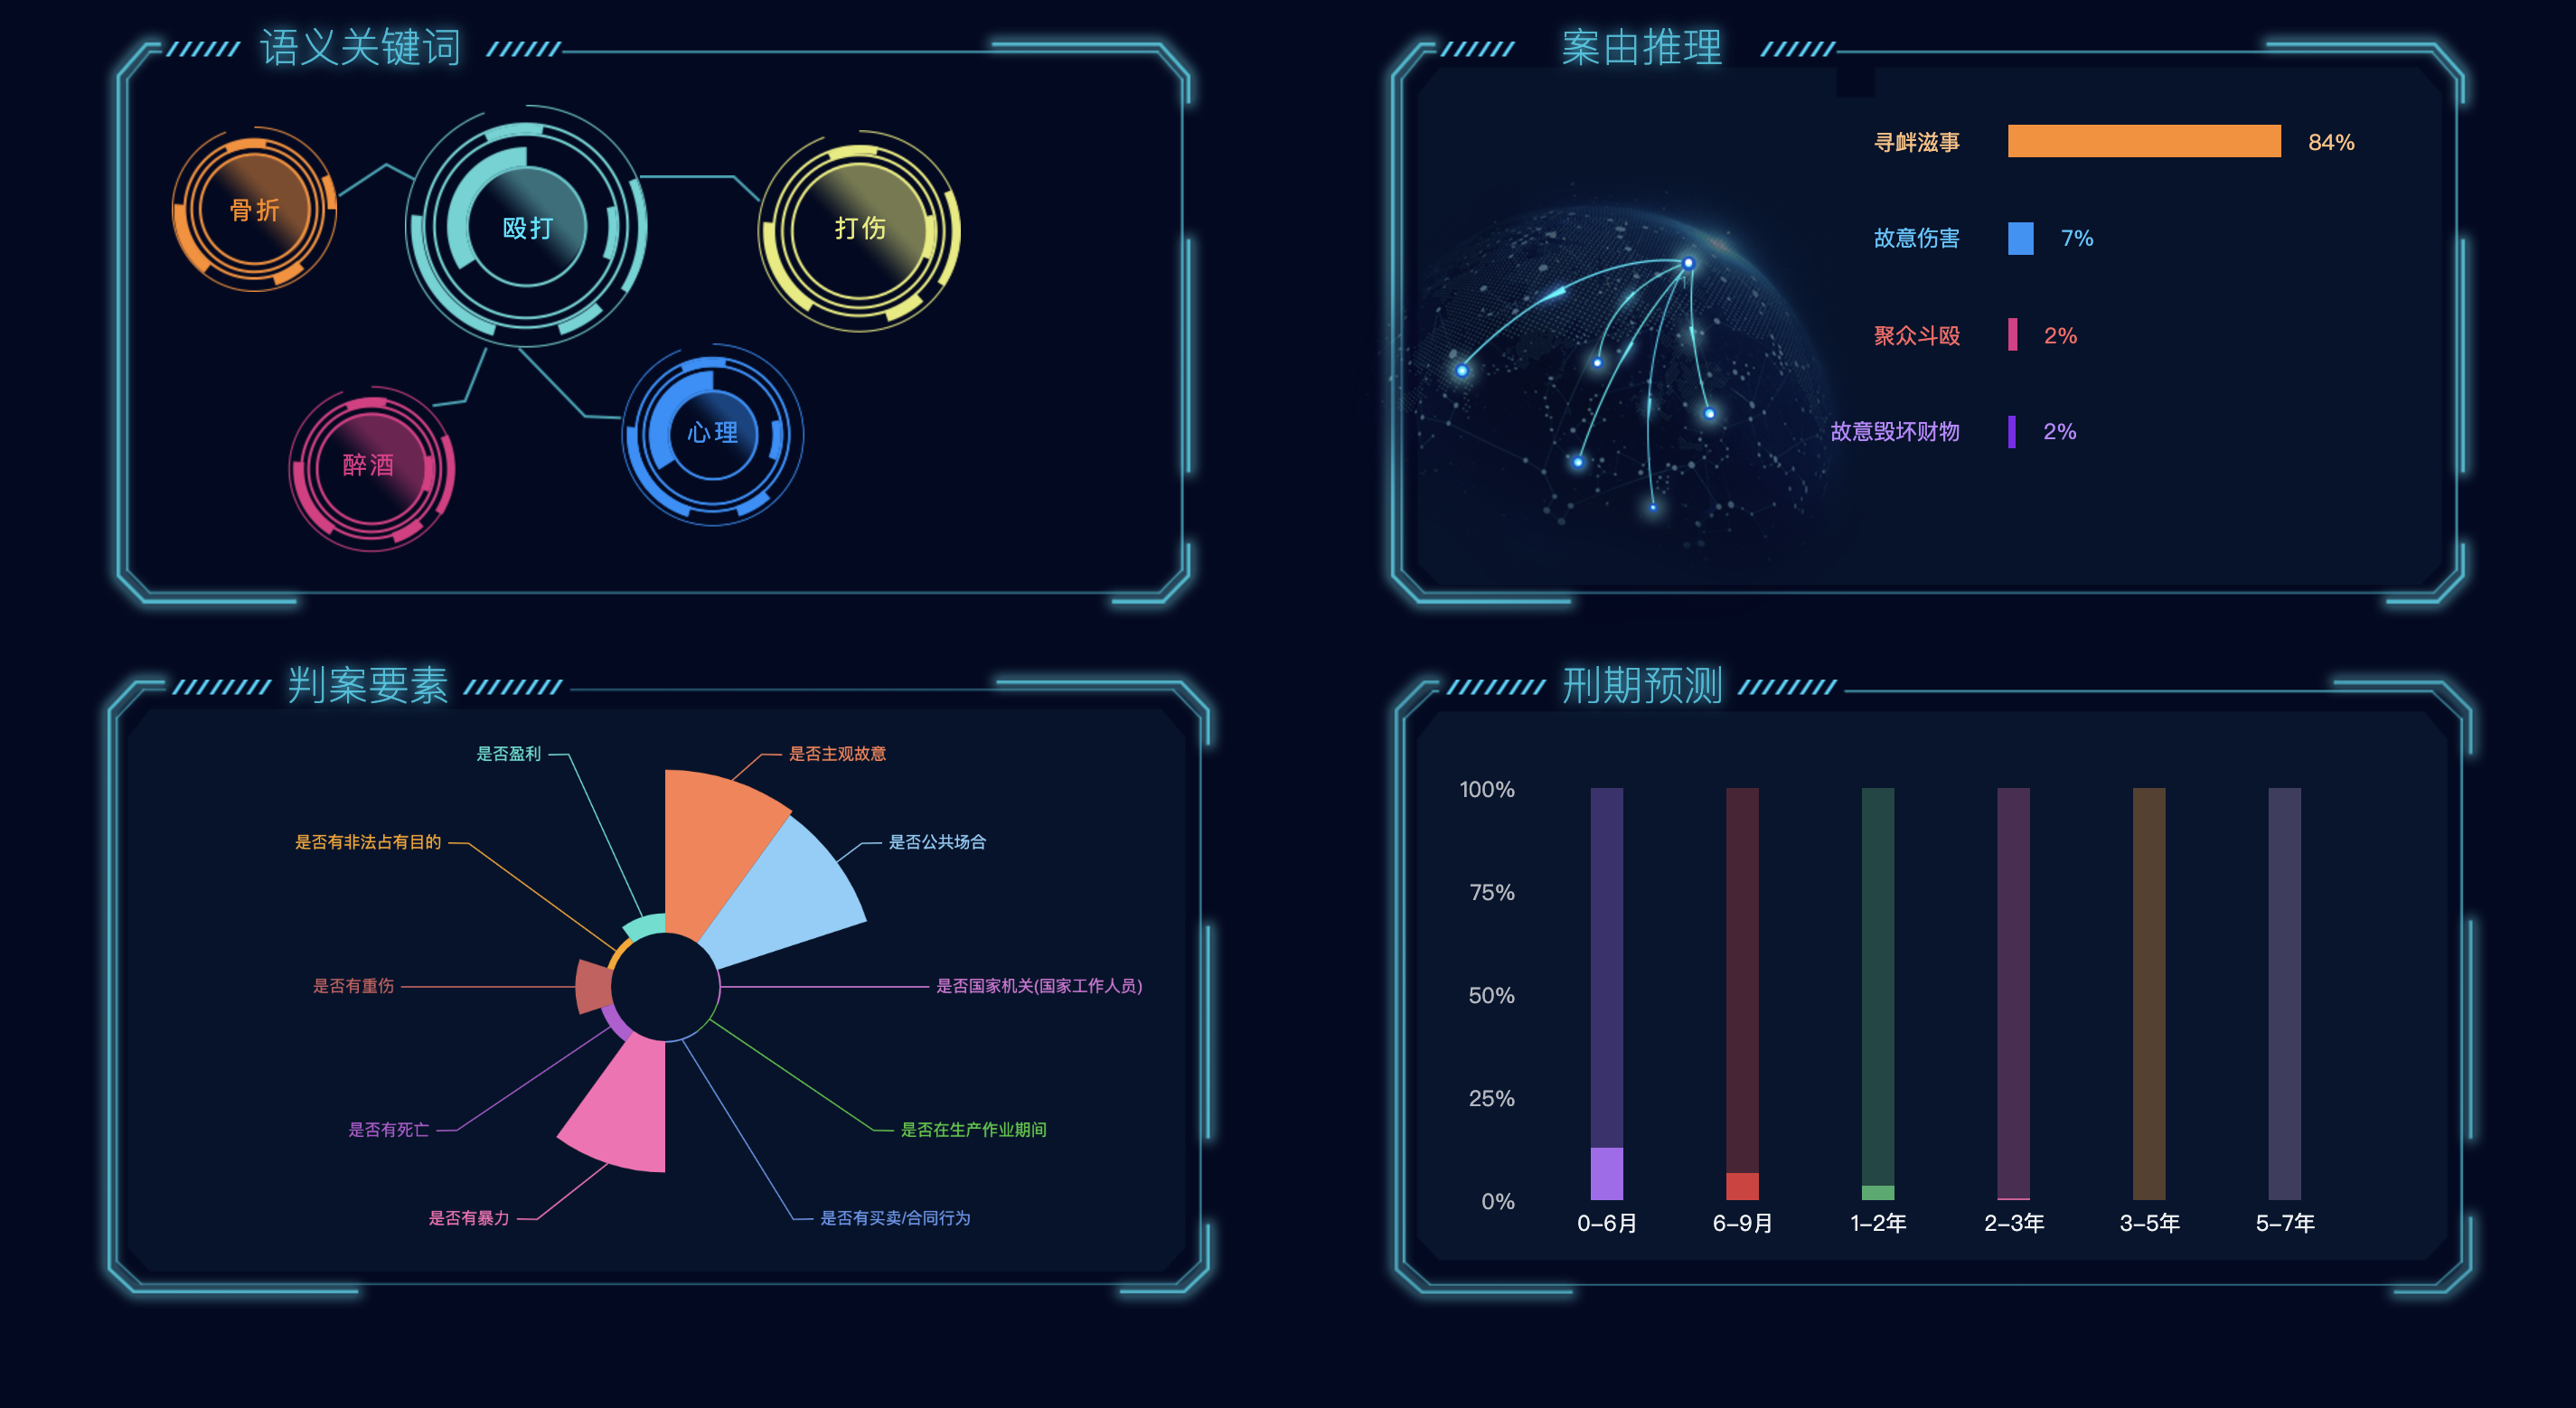 语义关键词
骨折
殴打
打伤
醉酒
心理
案由推理
寻衅滋事 84%
故意伤害 7%
聚众斗殴 2%
故意毁坏财物 2%
判案要素
是否盈利
是否主观故意
是否有非法占有目的
是否公共场合
是否有重伤
是否国家机关(国家工作人员)
是否有死亡
是否在生产作业期间
是否有暴力
是否有买卖/合同行为
刑期预测
100%
75%
50%
25%
0%
0-6月 6-9月 1-2年 2-3年 3-5年 5-7年